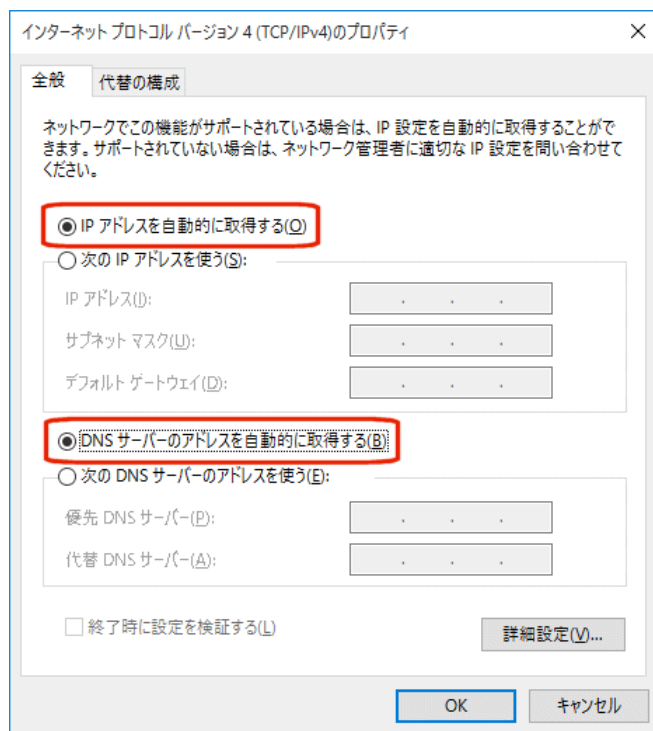 インターネット プロトコル バージョン 4 (TCP/IPv4)のプロパティ
全般
代替の構成
ネットワークでこの機能がサポートされている場合は、IP 設定を自動的に取得することがで
きます。サポートされていない場合は、ネットワーク管理者に適切な IP 設定を問い合わせて
ください。
IP アドレスを自動的に取得する(O)
次の IP アドレスを使う(S):
IP アドレス(I):
サブネット マスク(U):
デフォルト ゲートウェイ(D):
DNS サーバーのアドレスを自動的に取得する(B)
次の DNS サーバーのアドレスを使う(E):
優先 DNS サーバー(P):
代替 DNS サーバー(A):
終了時に設定を検証する(L)
詳細設定(V)...
OK
キャンセル